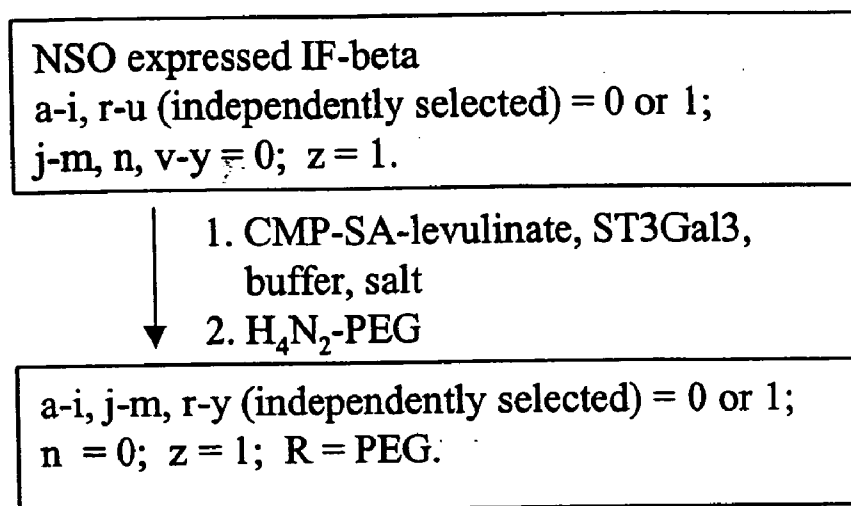 NSO expressed IF-beta
a-i, r-u (independently selected) = 0 or 1;
j-m, n, v-y = 0; z = 1.
1. CMP-SA-levulinate, ST3Gal3,
buffer, salt
2. H₄N₂-PEG
a-i, j-m, r-y (independently selected) = 0 or 1;
n = 0; z = 1; R = PEG.